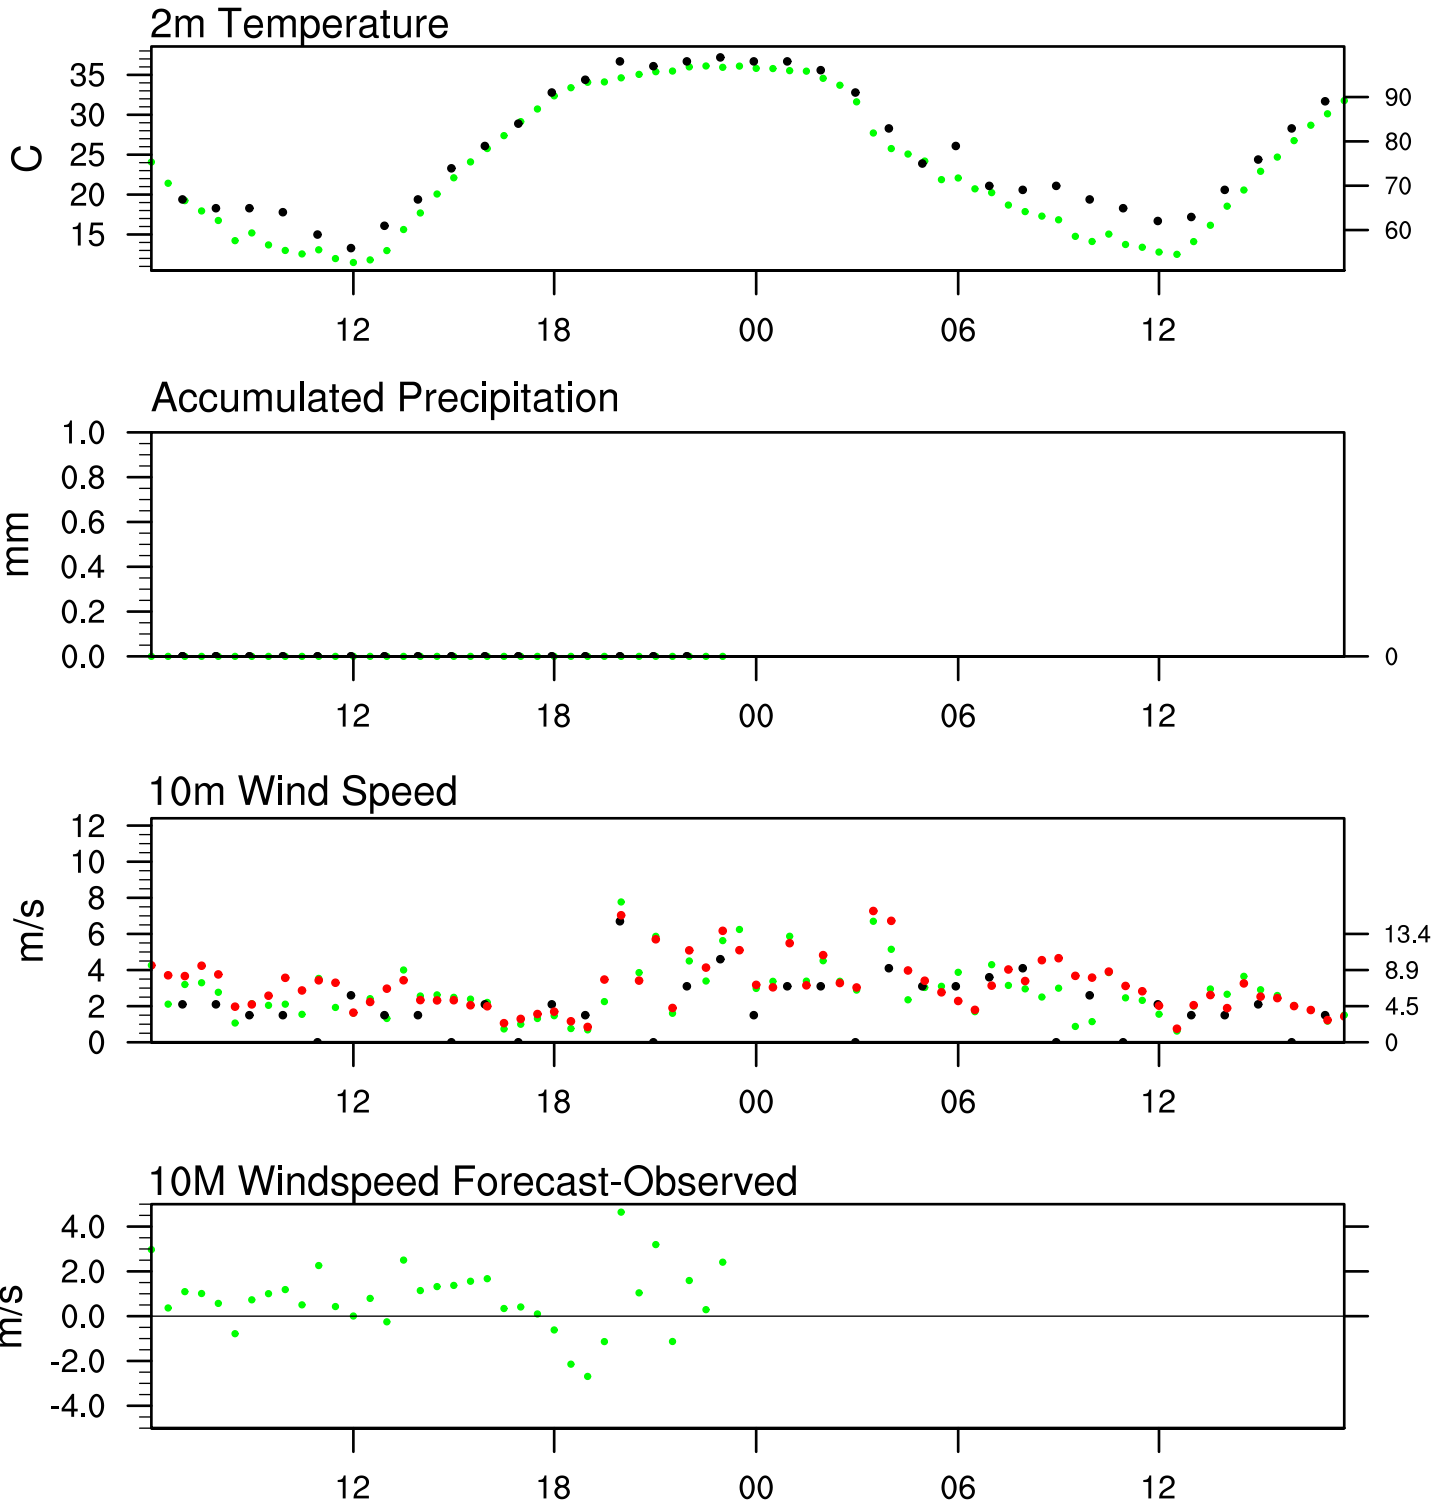 2m Temperature
35
30
25
20
15
C
90
80
70
60
12 18 00 06 12
Accumulated Precipitation
1.0
0.8
0.6
0.4
0.2
0.0
mm
0
12 18 00 06 12
10m Wind Speed
12
10
8
6
4
2
0
m/s
13.4
8.9
4.5
0
12 18 00 06 12
10M Windspeed Forecast-Observed
4.0
2.0
0.0
-2.0
-4.0
m/s
12 18 00 06 12